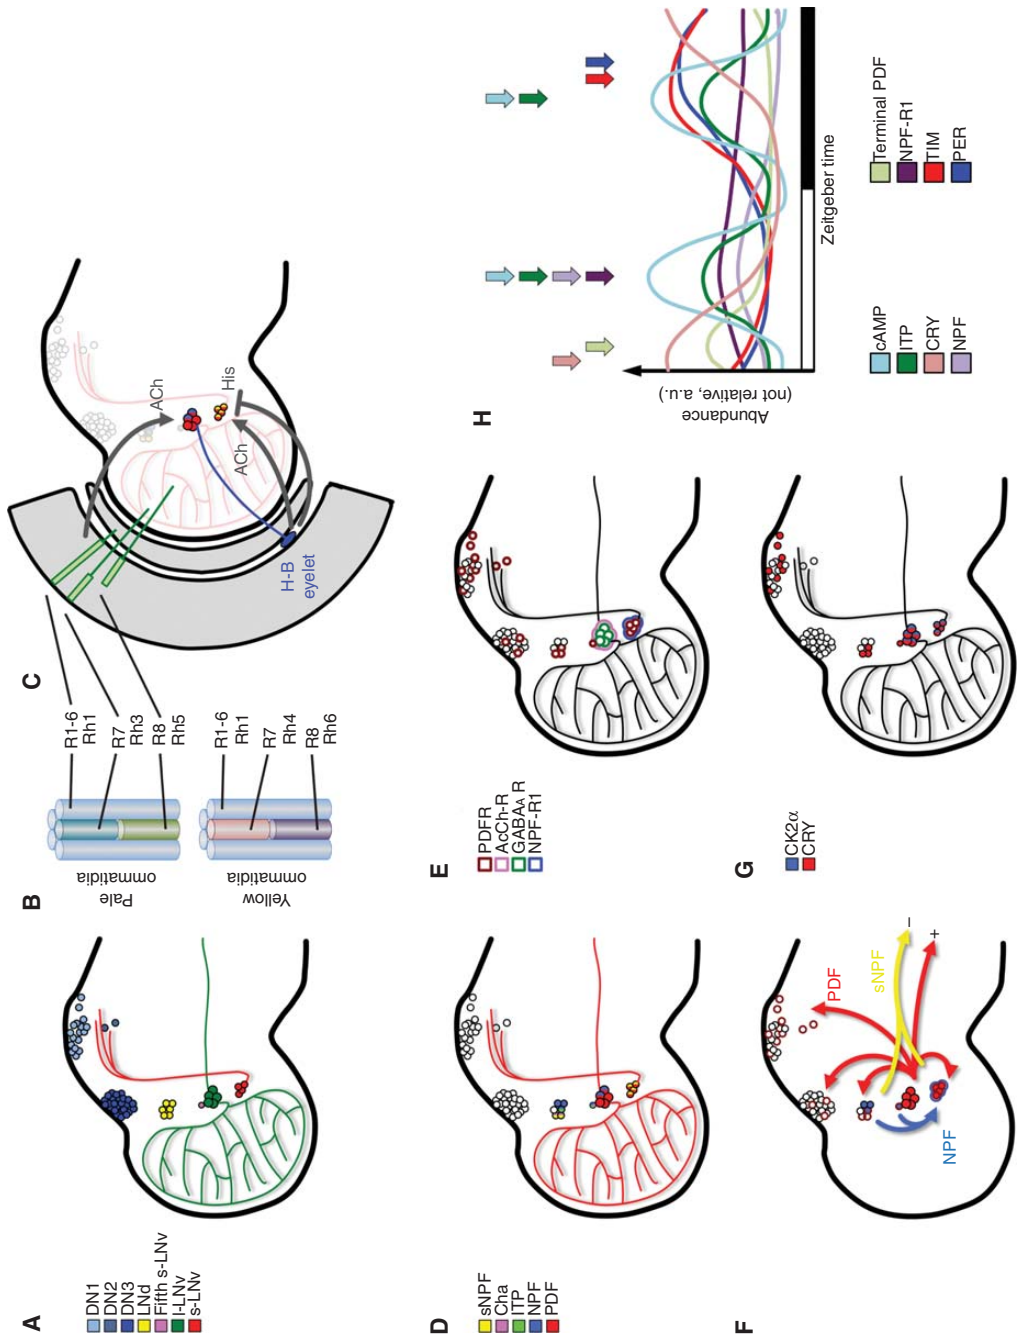 A
DN1
DN2
DN3
LNd
Fifth s-LNv
l-LNv
s-LNv
B
Pale
ommatidia
Yellow
ommatidia
R1-6
Rh1
R7
Rh3
R8
Rh5
R1-6
Rh1
R7
Rh4
R8
Rh6
C
H-B
eyelet
ACh
ACh
His
D
sNPF
Cha
ITP
NPF
PDF
E
PDFR
AcCh-R
GABAA R
NPF-R1
F
NPF
PDF
sNPF
−
+
G
CK2α
CRY
H
Abundance
(not relative, a.u.)
Zeitgeber time
cAMP
ITP
CRY
NPF
Terminal PDF
NPF-R1
TIM
PER